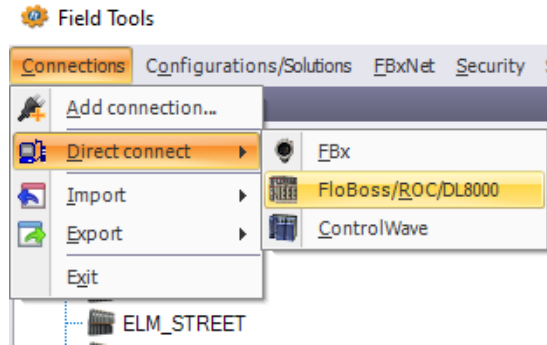 Field Tools
Connections Configurations/Solutions FBxNet Security
Add connection...
Direct connect
FBx
Import
FloBoss/ROC/DL8000
Export
ControlWave
Exit
ELM_STREET